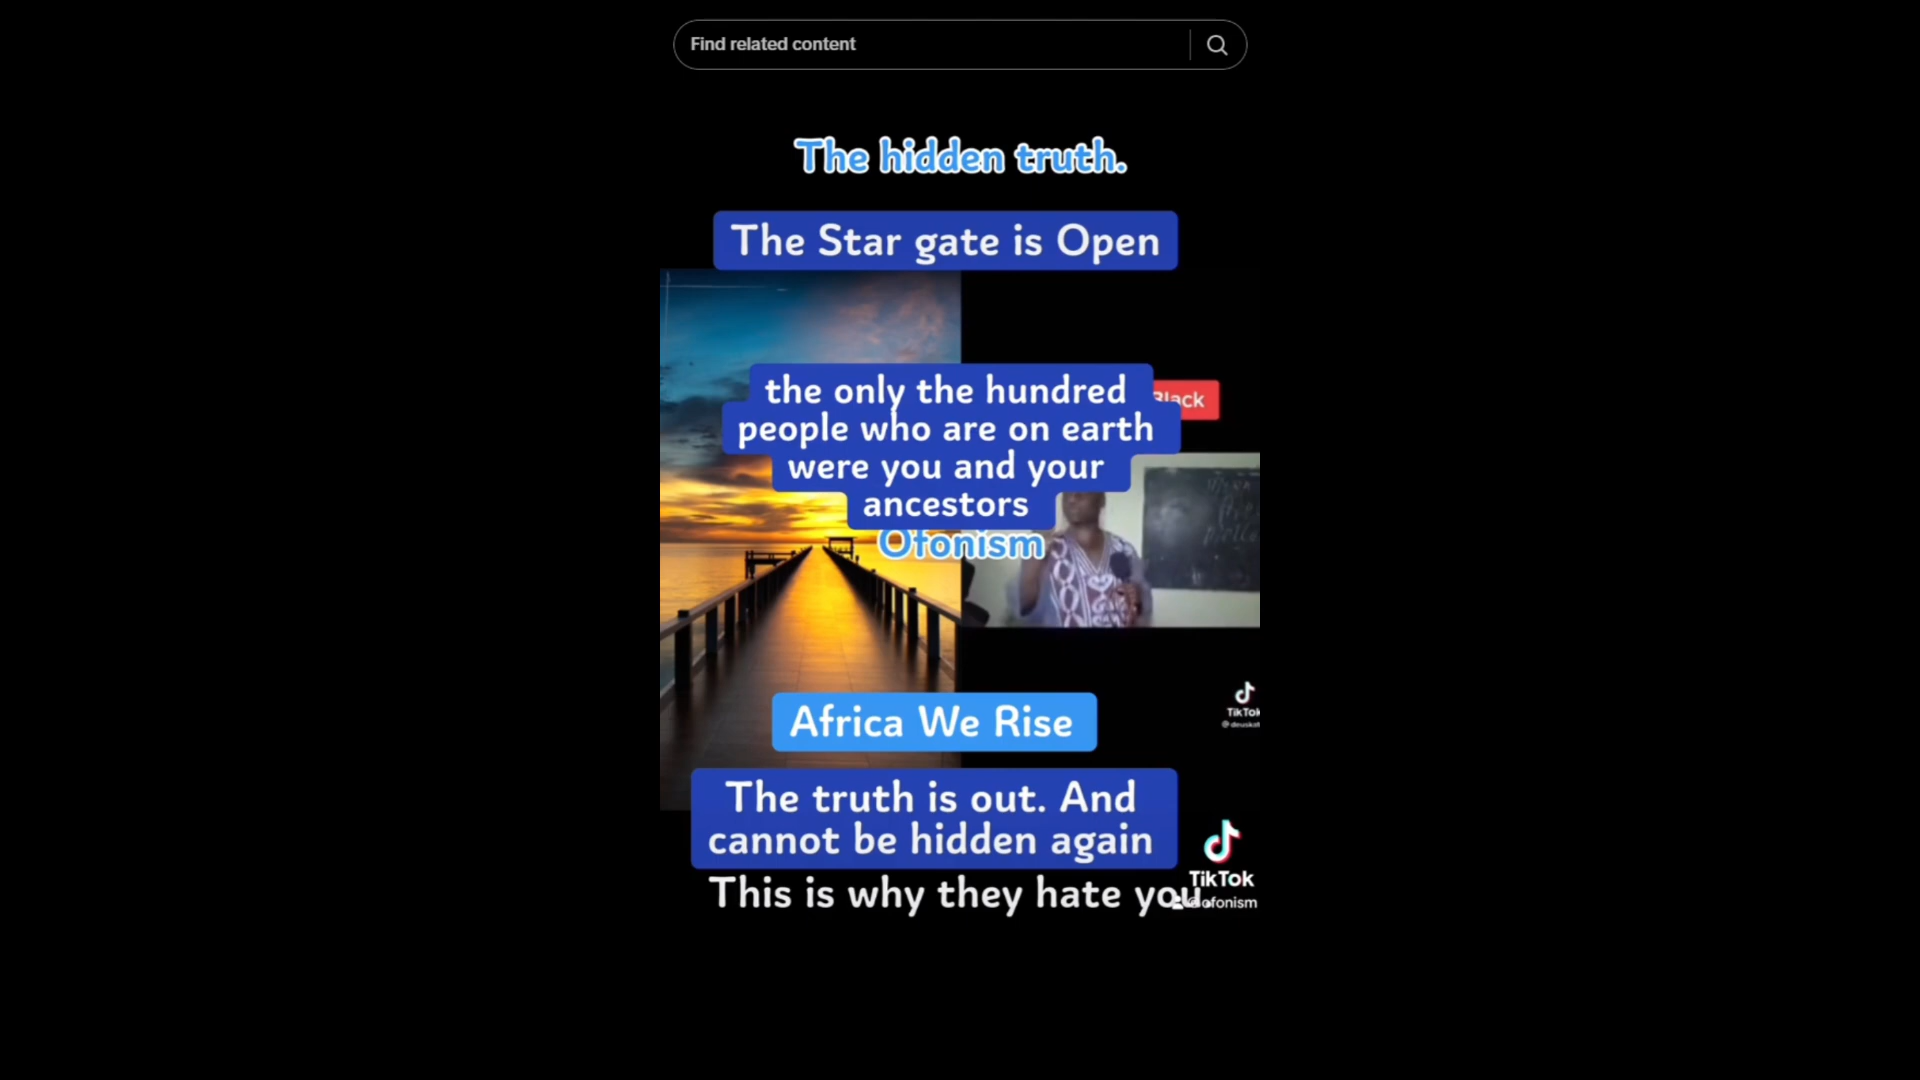 Find related content
The hidden truth.
The Star gate is Open
the only the hundred
people who are on earth
were you and your
ancestors
Black
Ofonism
Africa We Rise
TikTok
The truth is out. And
cannot be hidden again
This is why they hate you.
TikTok
@ofonism